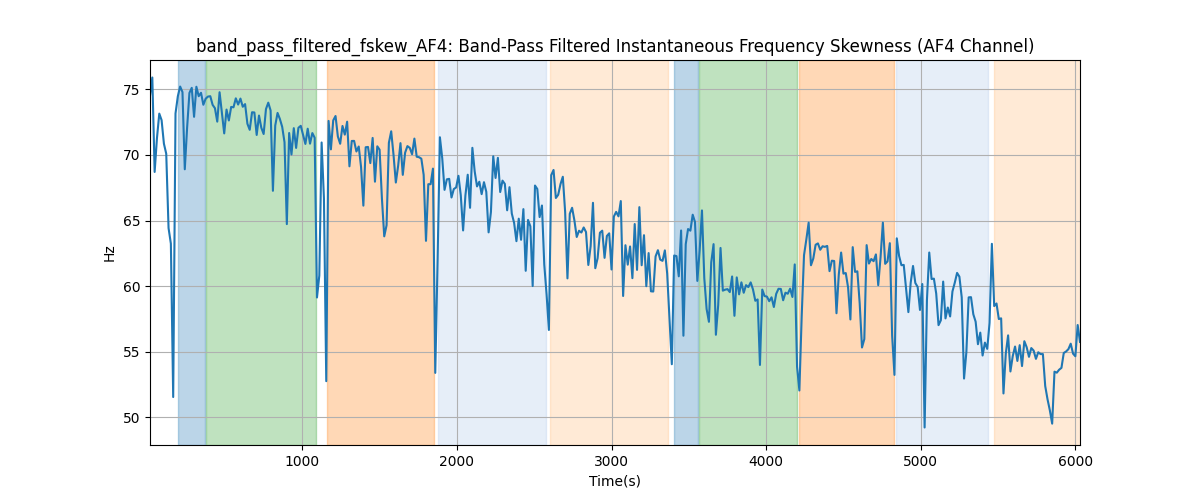 band_pass_filtered_fskew_AF4: Band-Pass Filtered Instantaneous Frequency Skewness (AF4 Channel)
75
70
65
60
55
50
Hz
1000 2000 3000 4000 5000 6000
Time(s)